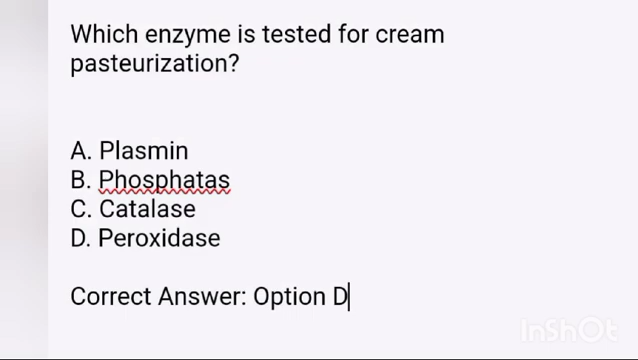 Which enzyme is tested for cream
pasteurization?
A. Plasmin
B. Phosphatas
C. Catalase
D. Peroxidase
Correct Answer: Option D
InShOt